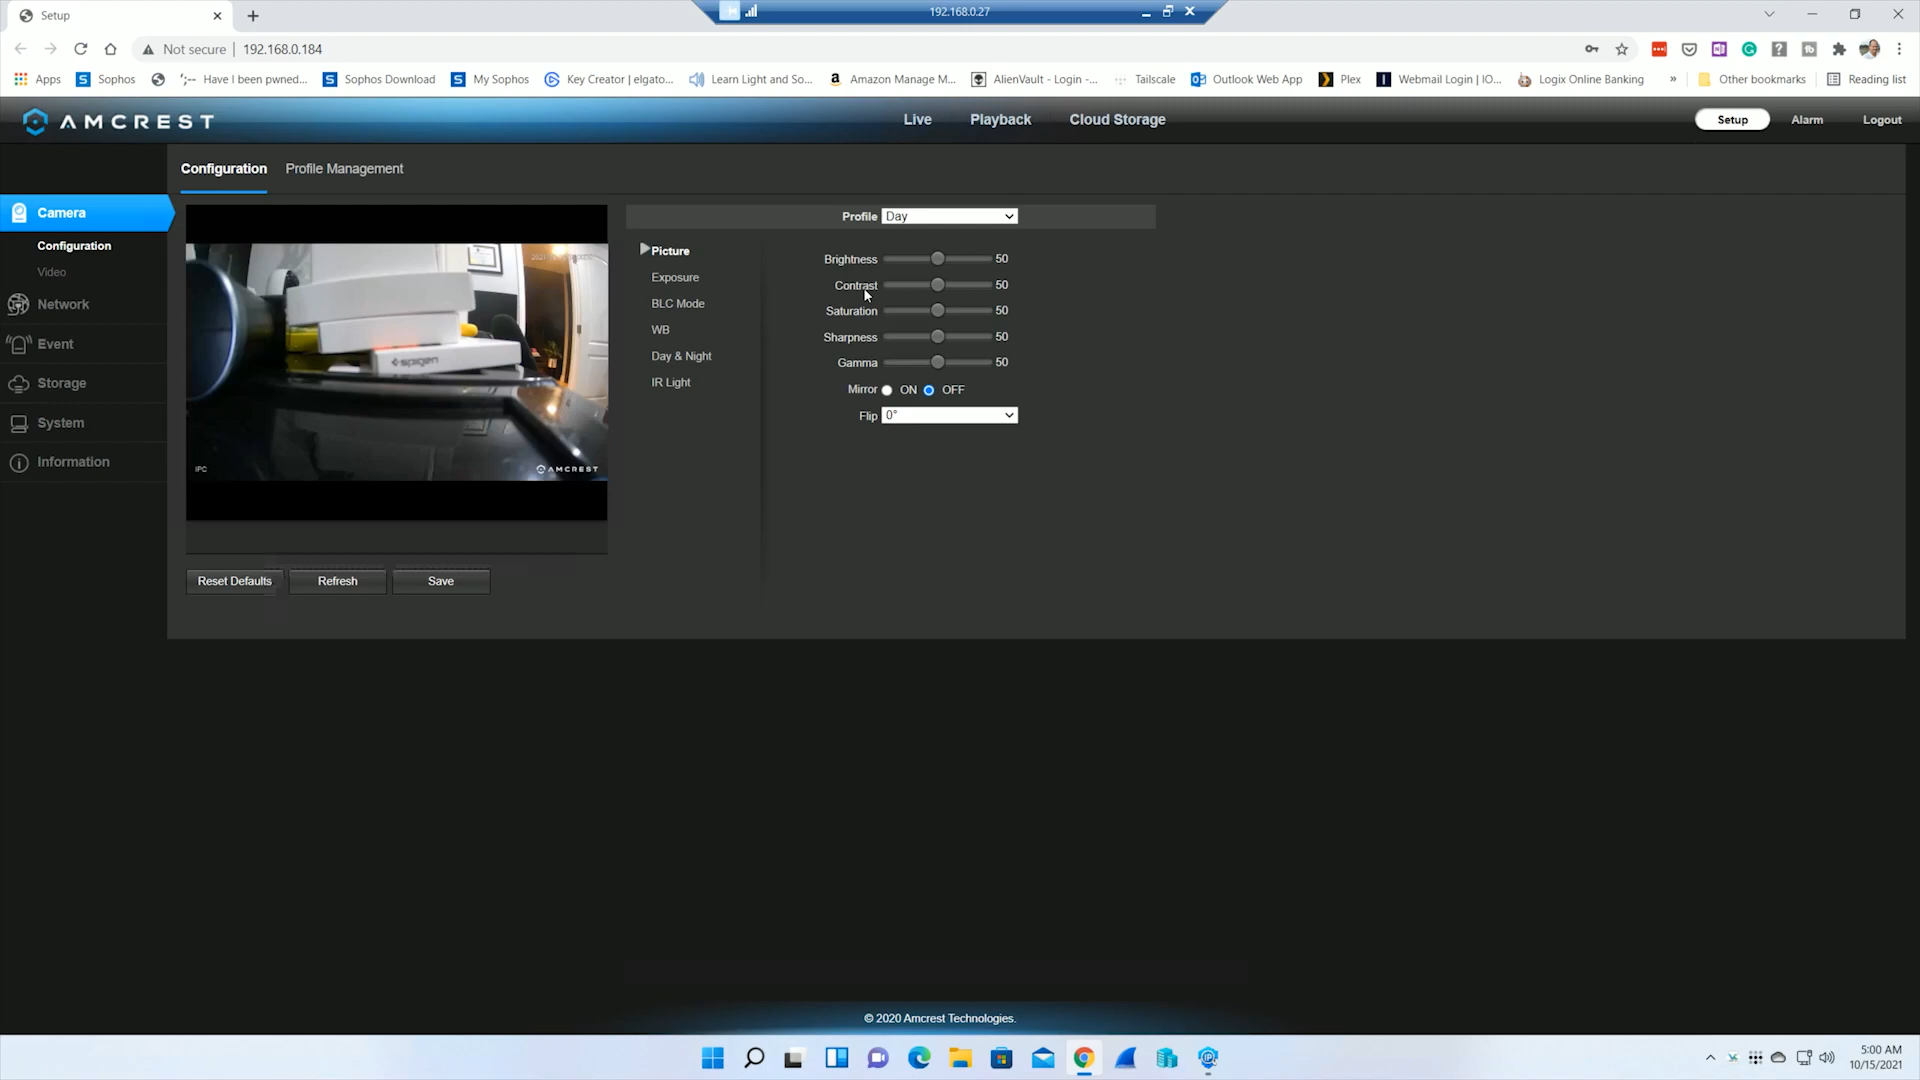 Setup
192.168.0.27
Not secure
192.168.0.184
Apps
Sophos
Have I been pwned...
Sophos Download
My Sophos
Key Creator | elgato...
Learn Light and So...
Amazon Manage M...
AlienVault - Login -...
Tailscale
Outlook Web App
Plex
Webmail Login | IO...
Logix Online Banking
»
Other bookmarks
Reading list
AMCREST
Live
Playback
Cloud Storage
Setup
Alarm
Logout
Configuration
Profile Management
Camera
Configuration
Video
Network
Event
Storage
System
Information
IPC
AMCREST
spigen
Reset Defaults
Refresh
Save
Profile
Day
Picture
Exposure
BLC Mode
WB
Day & Night
IR Light
Brightness 50
Contrast 50
Saturation 50
Sharpness 50
Gamma 50
Mirror ON OFF
Flip 0°
© 2020 Amcrest Technologies.
5:00 AM
10/15/2021